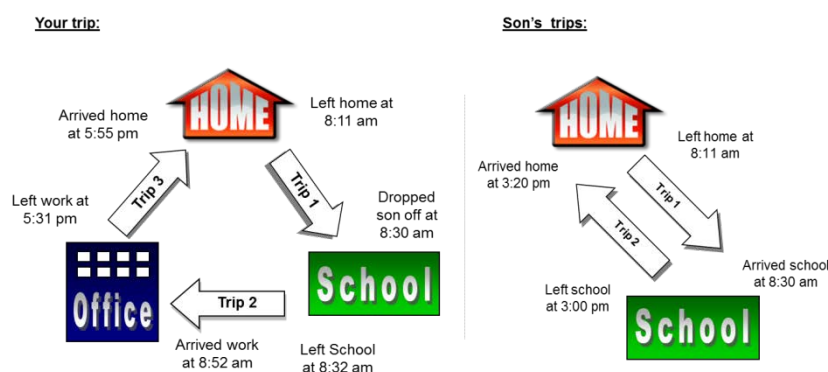 Your trip:
HOME
Arrived home
at 5:55 pm
Left home at
8:11 am
Trip 3
Trip 1
Left work at
5:31 pm
Dropped
son off at
8:30 am
Office
Trip 2
School
Arrived work
at 8:52 am
Left School
at 8:32 am
Son's trips:
HOME
Left home at
8:11 am
Arrived home
at 3:20 pm
Trip 1
Trip 2
Left school
at 3:00 pm
Arrived school
at 8:30 am
School